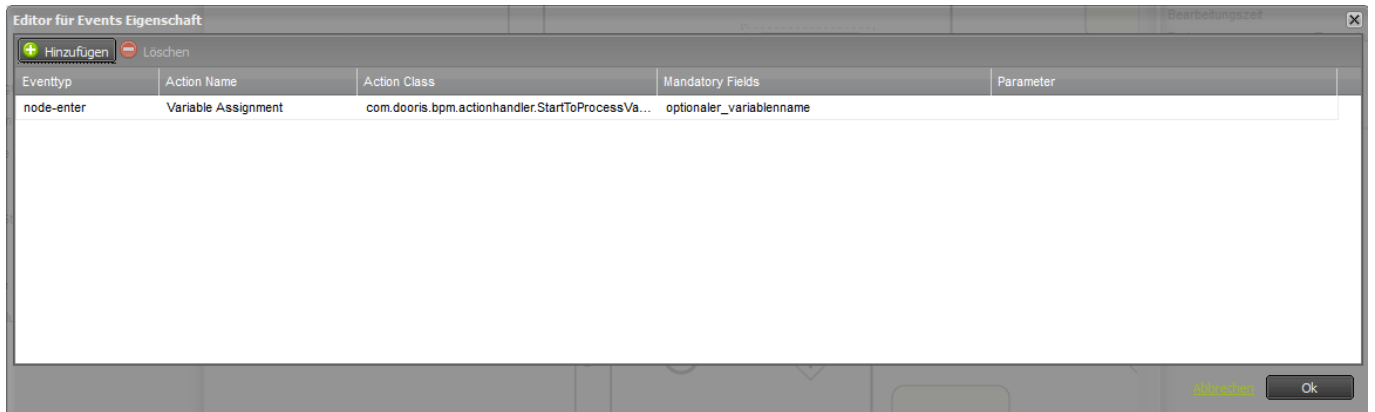 Editor für Events Eigenschaft
Bearbeitungszeit
Hinzufügen Löschen
Eventtyp Action Name Action Class Mandatory Fields Parameter
node-enter Variable Assignment com.dooris.bpm.actionhandler.StartToProcessVa... optionaler_variablenname
Abbrechen Ok